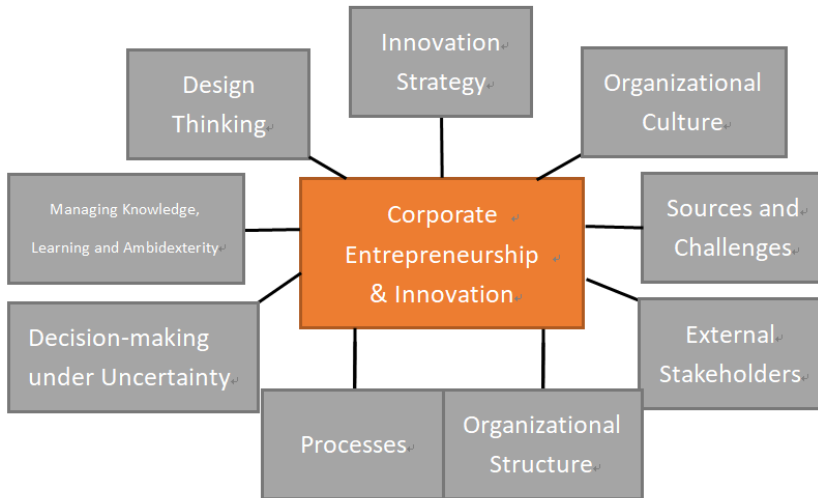 Innovation
Strategy
Design
Thinking
Organizational
Culture
Managing Knowledge,
Learning and Ambidexterity
Corporate
Entrepreneurship
& Innovation
Sources and
Challenges
Decision-making
under Uncertainty
External
Stakeholders
Processes
Organizational
Structure